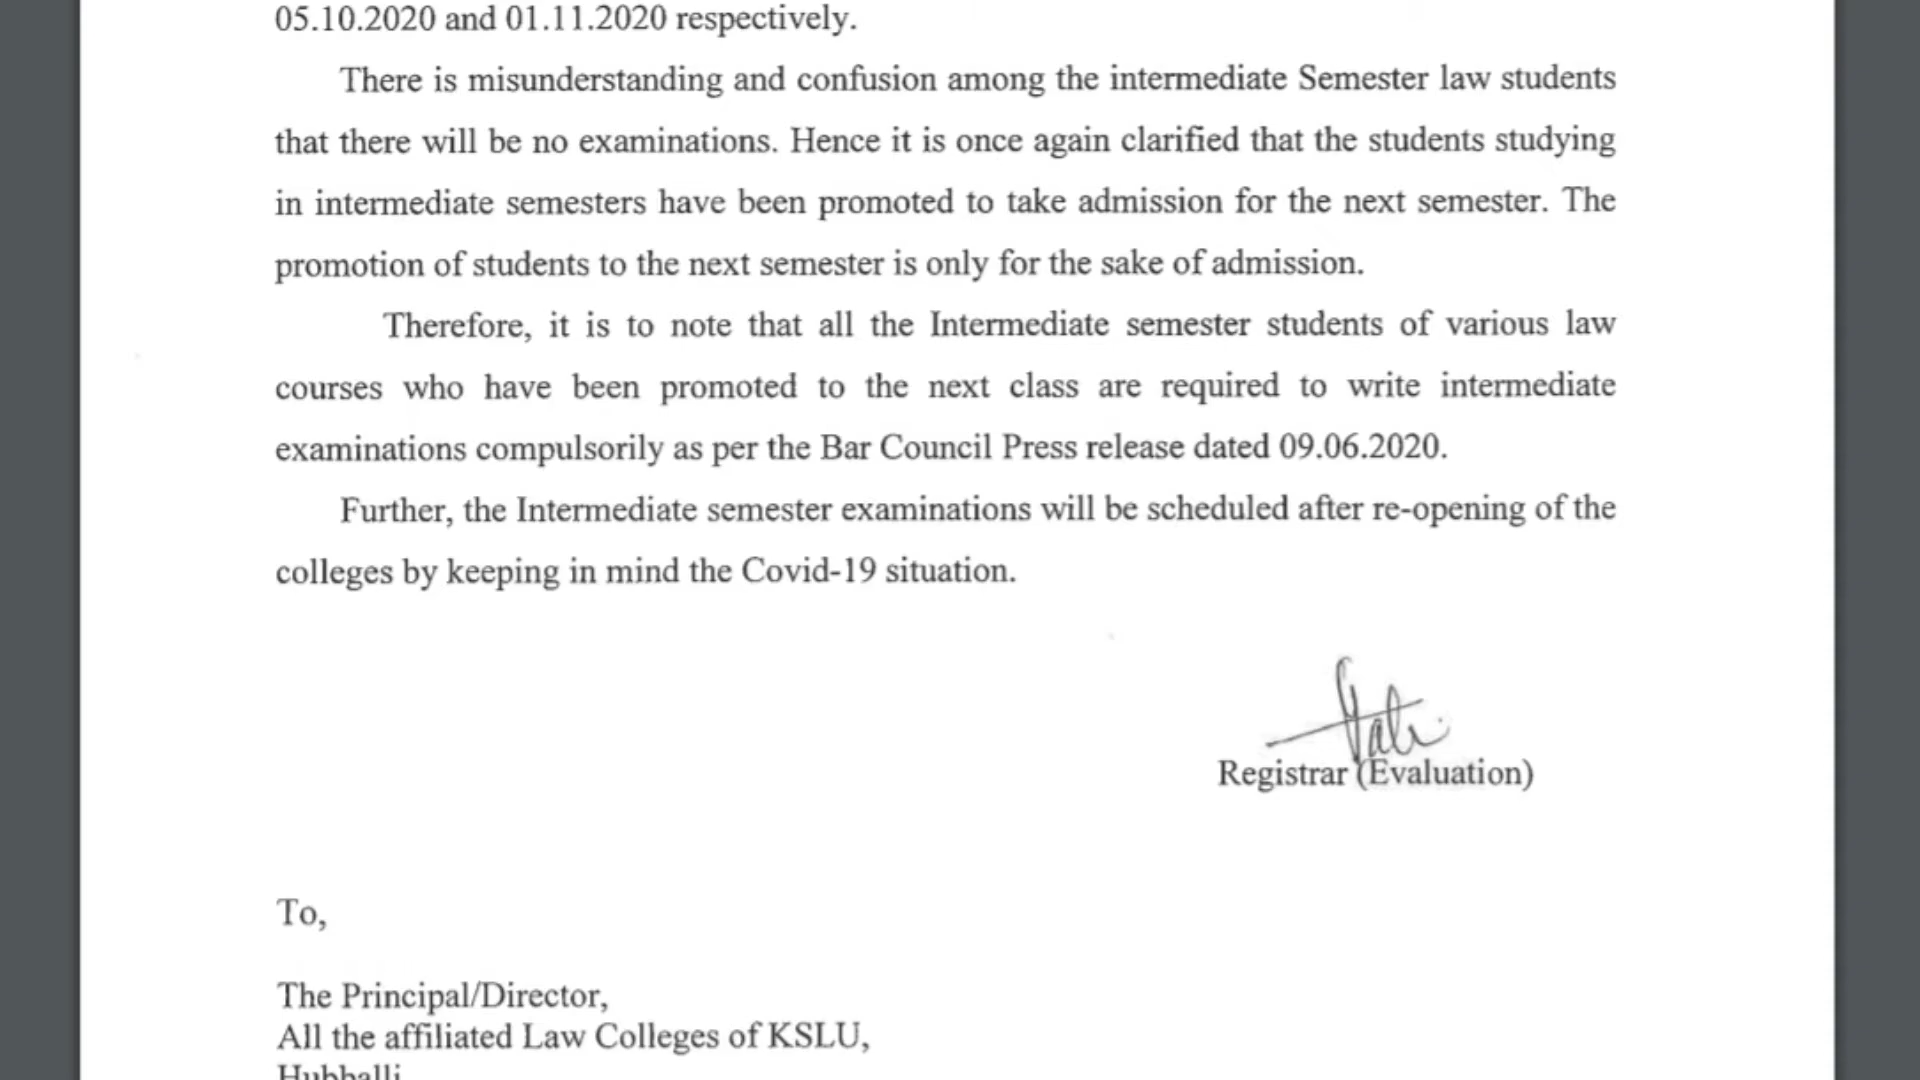 05.10.2020 and 01.11.2020 respectively.
There is misunderstanding and confusion among the intermediate Semester law students
that there will be no examinations. Hence it is once again clarified that the students studying
in intermediate semesters have been promoted to take admission for the next semester. The
promotion of students to the next semester is only for the sake of admission.
Therefore, it is to note that all the Intermediate semester students of various law
courses who have been promoted to the next class are required to write intermediate
examinations compulsorily as per the Bar Council Press release dated 09.06.2020.
Further, the Intermediate semester examinations will be scheduled after re-opening of the
colleges by keeping in mind the Covid-19 situation.
Registrar (Evaluation)
To,
The Principal/Director,
All the affiliated Law Colleges of KSLU,
Hubballi